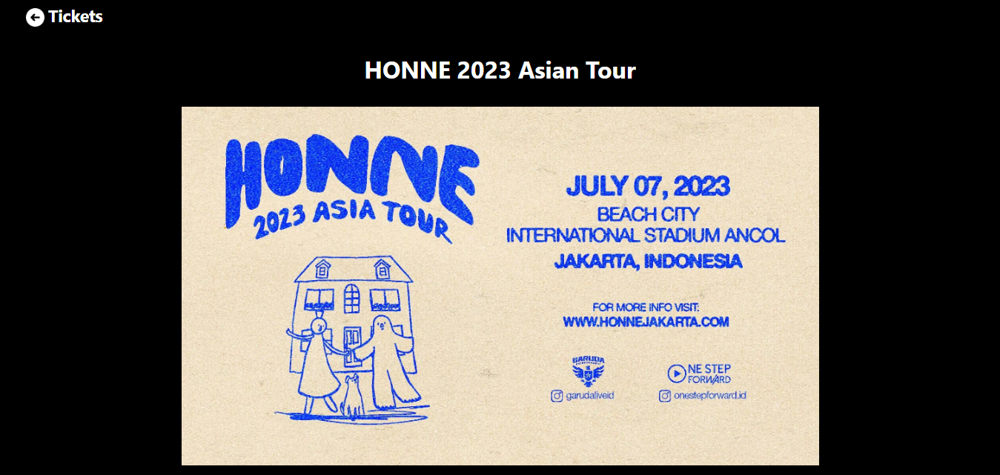 Tickets
HONNE 2023 Asian Tour
HONNE
2023 ASIA TOUR
JULY 07, 2023
BEACH CITY
INTERNATIONAL STADIUM ANCOL
JAKARTA, INDONESIA
FOR MORE INFO VISIT:
WWW.HONNEJAKARTA.COM
GARUDA
garudaliveid
NE STEP
FORWARD
onestepforward.id